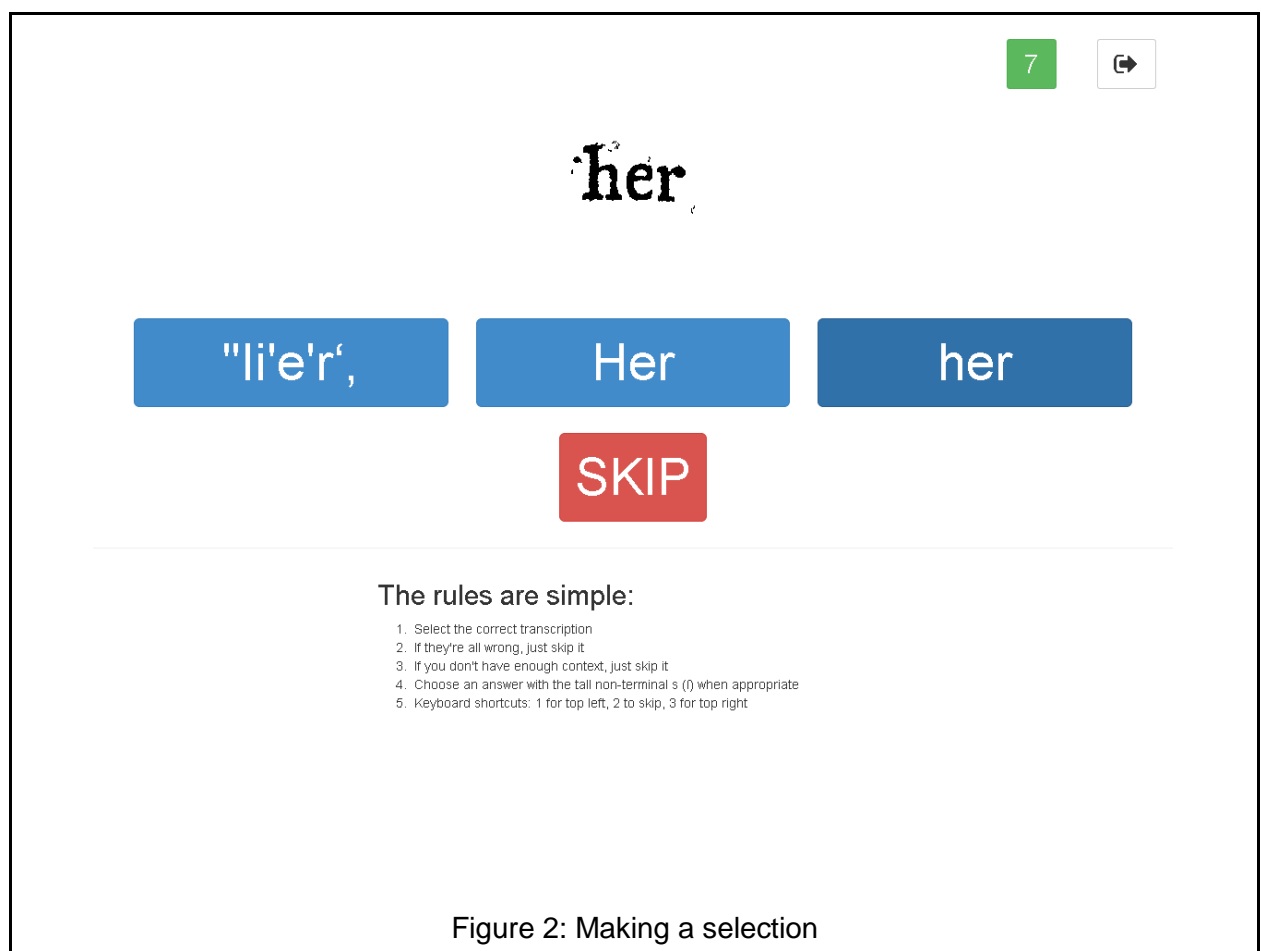 7
her
"li'e'r‘, Her her
SKIP
The rules are simple:
1. Select the correct transcription
2. If they're all wrong, just skip it
3. If you don't have enough context, just skip it
4. Choose an answer with the tall non-terminal s (ſ) when appropriate
5. Keyboard shortcuts: 1 for top left, 2 to skip, 3 for top right
Figure 2: Making a selection